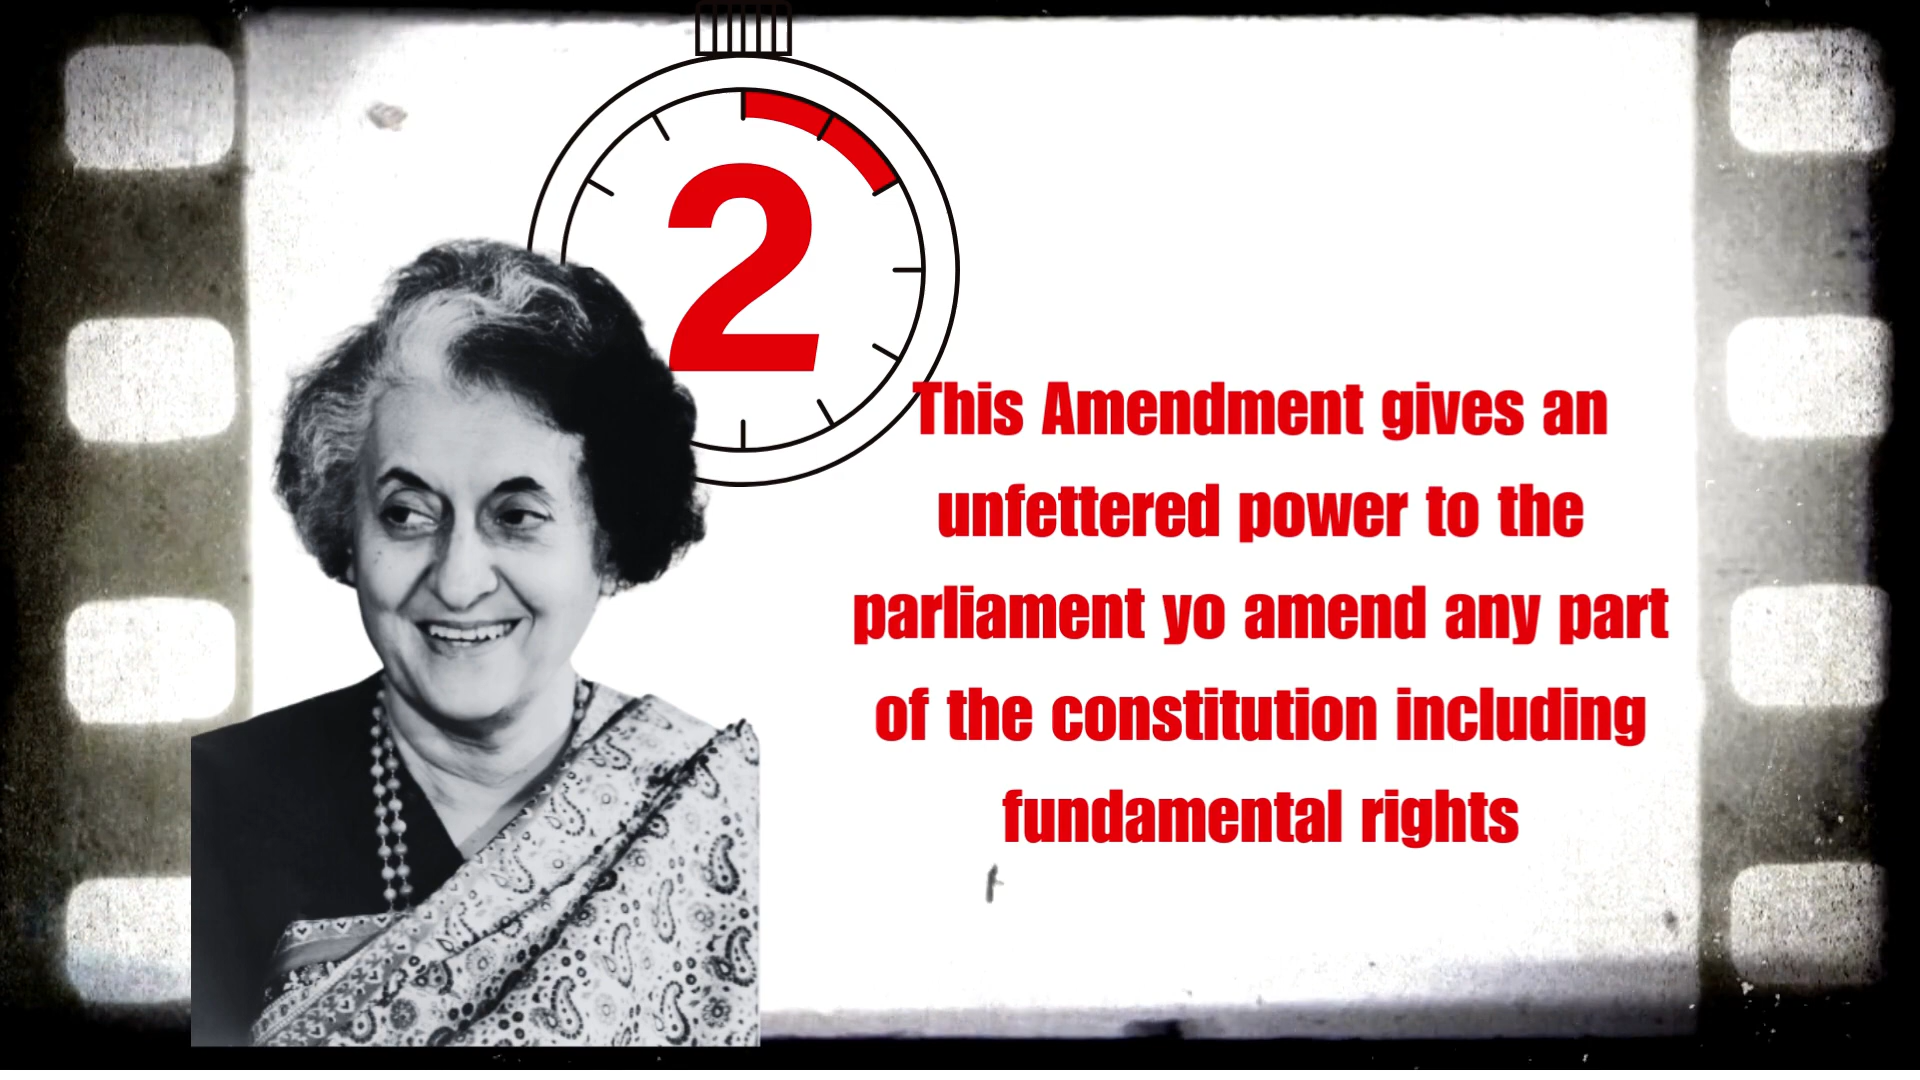 2
This Amendment gives an
unfettered power to the
parliament yo amend any part
of the constitution including
fundamental rights